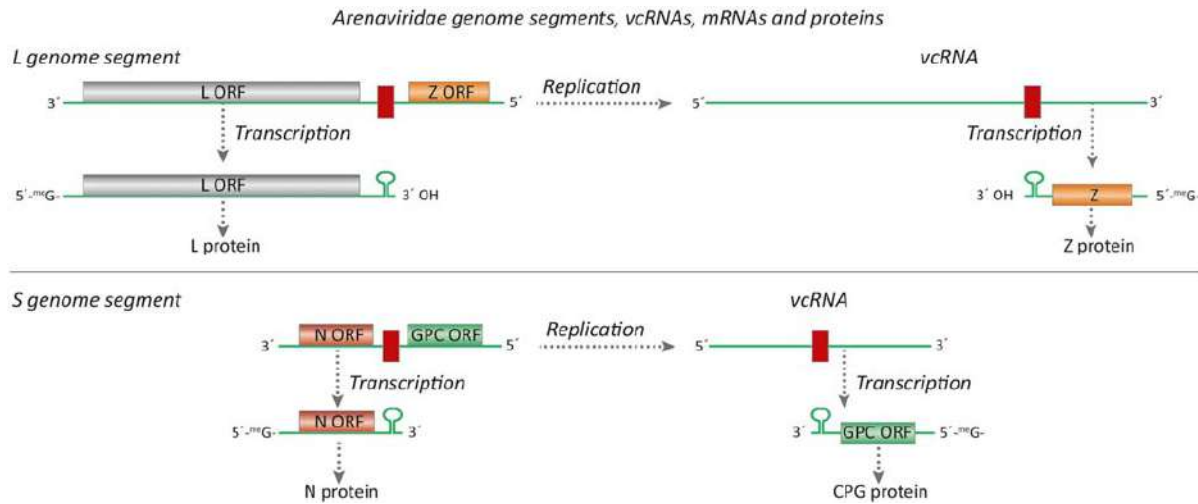 Arenaviridae genome segments, vcRNAs, mRNAs and proteins
L genome segment
vcRNA
3´ L ORF Z ORF 5´
Replication
5´ 3´
Transcription
Transcription
5´-meG- L ORF 3´ OH
3´ OH Z 5´-meG-
L protein
Z protein
S genome segment
vcRNA
3´ N ORF GPC ORF 5´
Replication
5´ 3´
Transcription
Transcription
5´-meG- N ORF 3´
3´ GPC ORF 5´-meG-
N protein
CPG protein